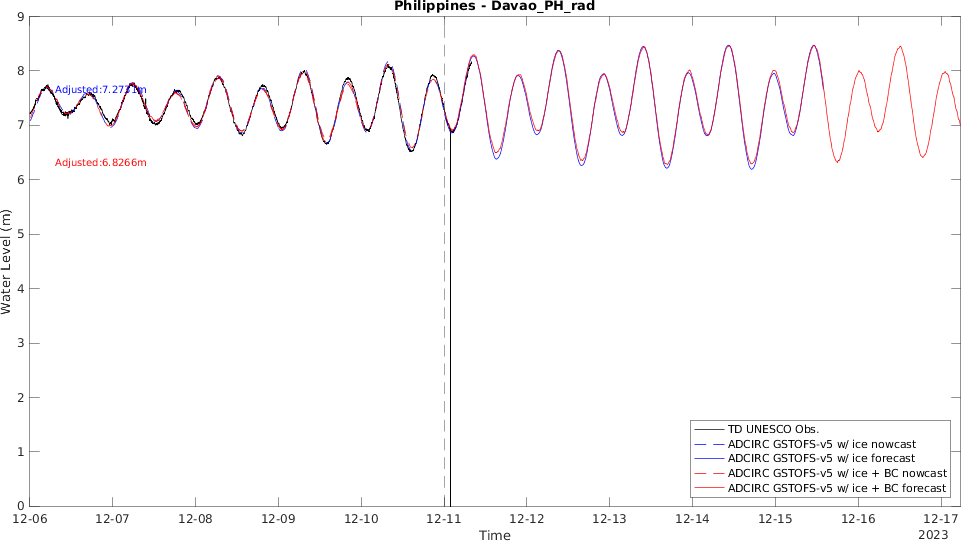 Philippines - Davao_PH_rad
9
8
7
6
5
4
3
2
1
0
Water Level (m)
Adjusted:7.2731m
Adjusted:6.8266m
TD UNESCO Obs.
ADCIRC GSTOFS-v5 w/ ice nowcast
ADCIRC GSTOFS-v5 w/ ice forecast
ADCIRC GSTOFS-v5 w/ ice + BC nowcast
ADCIRC GSTOFS-v5 w/ ice + BC forecast
12-06 12-07 12-08 12-09 12-10 12-11 12-12 12-13 12-14 12-15 12-16 12-17
Time
2023